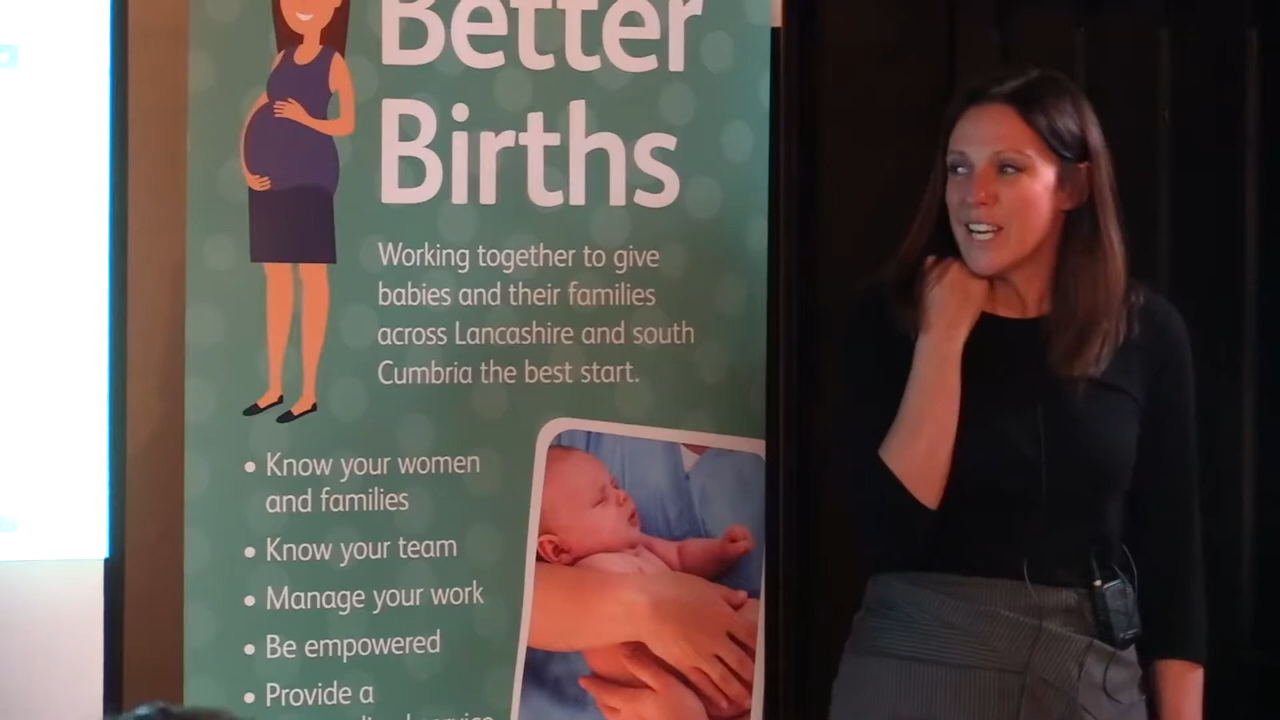 Better
Births
Working together to give
babies and their families
across Lancashire and south
Cumbria the best start.
• Know your women
and families
• Know your team
• Manage your work
• Be empowered
• Provide a